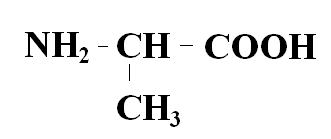 NH₂ – CH – COOH
|
CH₃